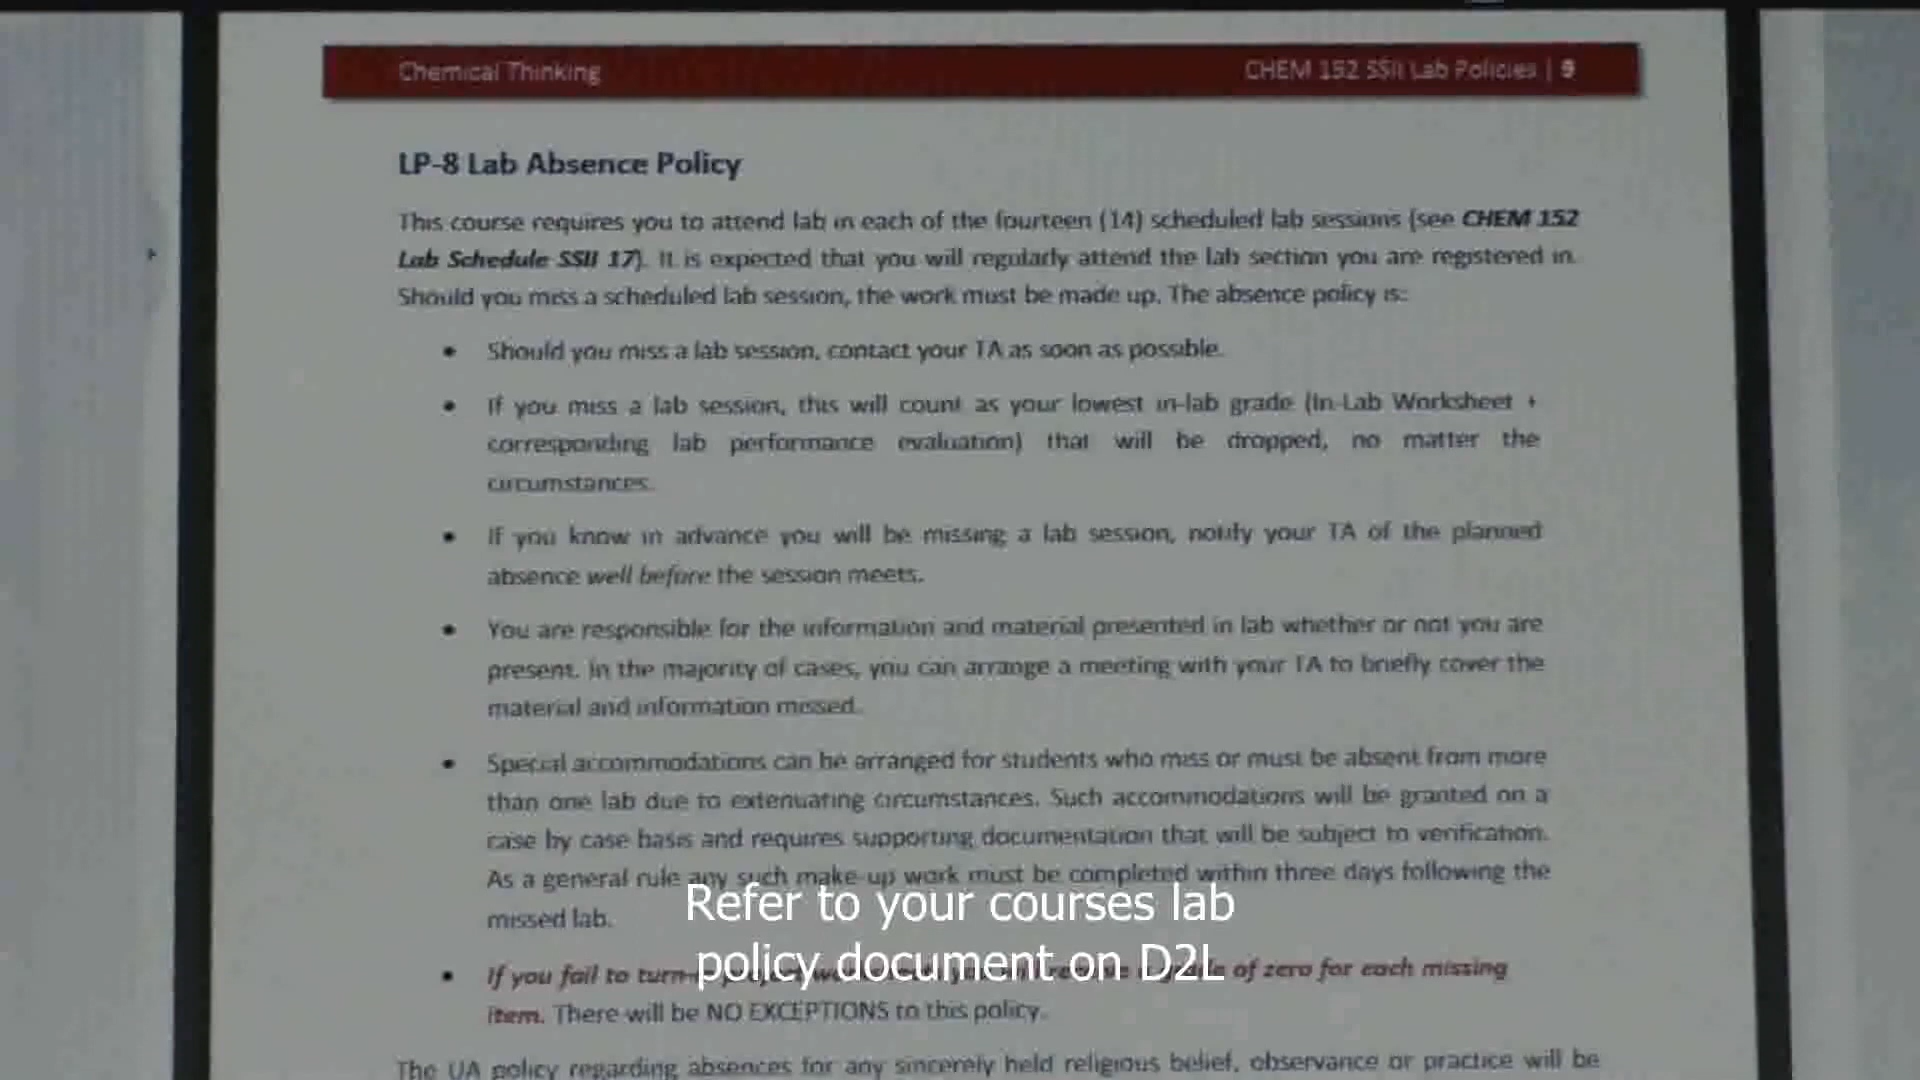 Chemical Thinking
CHEM 152 SSII Lab Policies | 9
LP-8 Lab Absence Policy
This course requires you to attend lab in each of the fourteen (14) scheduled lab sessions (see CHEM 152
Lab Schedule SSII 17). It is expected that you will regularly attend the lab section you are registered in.
Should you miss a scheduled lab session, the work must be made up. The absence policy is:
• Should you miss a lab session, contact your TA as soon as possible.
• If you miss a lab session, this will count as your lowest in-lab grade (In-Lab Worksheet +
corresponding lab performance evaluation) that will be dropped, no matter the
circumstances.
• If you know in advance you will be missing a lab session, notify your TA of the planned
absence well before the session meets.
• You are responsible for the information and material presented in lab whether or not you are
present. In the majority of cases, you can arrange a meeting with your TA to briefly cover the
material and information missed.
• Special accommodations can be arranged for students who miss or must be absent from more
than one lab due to extenuating circumstances. Such accommodations will be granted on a
case by case basis and requires supporting documentation that will be subject to verification.
As a general rule any such make-up work must be completed within three days following the
missed lab.
• If you fail to of zero for each missing
item. There will be NO EXCEPTIONS to this policy.
The UA policy regarding absences for any sincerely held religious belief, observance or practice will be
Refer to your courses lab
policy document on D2L